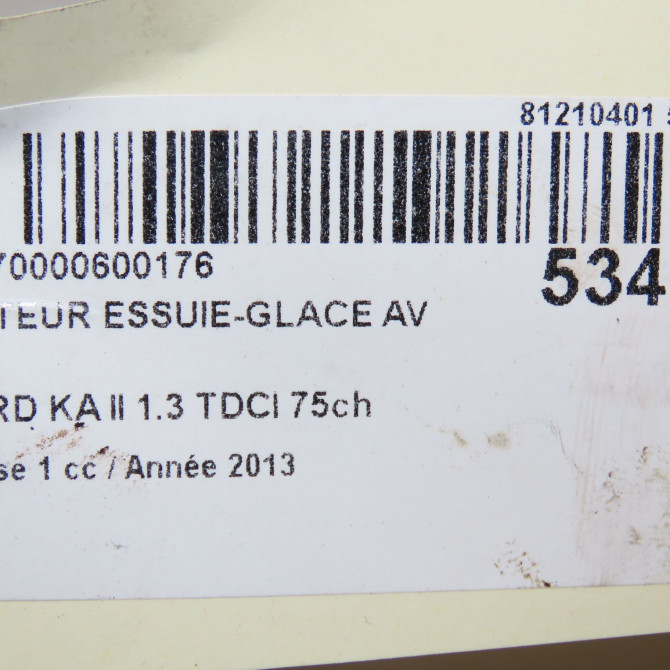 81210401
70000600176
534
TEUR ESSUIE-GLACE AV
RD KA II 1.3 TDCI 75ch
se 1 cc / Année 2013